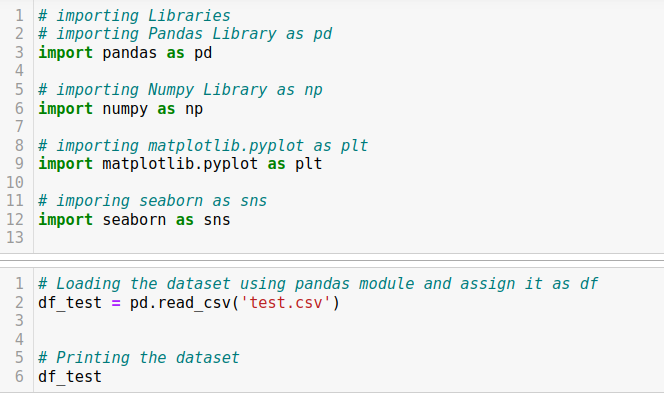 1 # importing Libraries
2 # importing Pandas Library as pd
3 import pandas as pd
4
5 # importing Numpy Library as np
6 import numpy as np
7
8 # importing matplotlib.pyplot as plt
9 import matplotlib.pyplot as plt
10
11 # imporing seaborn as sns
12 import seaborn as sns
13
1 # Loading the dataset using pandas module and assign it as df
2 df_test = pd.read_csv('test.csv')
3
4
5 # Printing the dataset
6 df_test